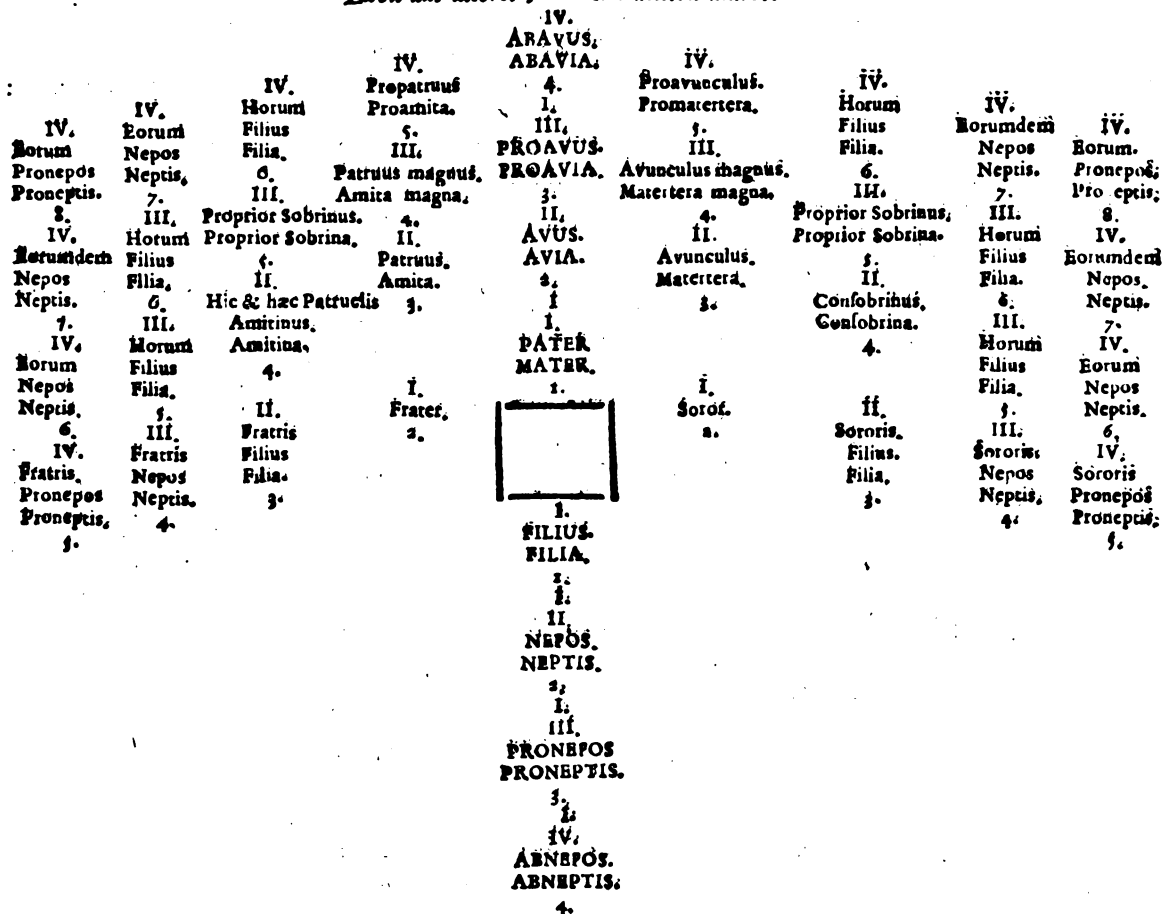 IV.
Eorum
Pronepos
Proneptis.
8.
IV.
Eorumdem
Nepos
Neptis.
7.
IV.
Eorum
Nepos
Neptis.
6.
IV.
Fratris
Pronepos
Proneptis.
5.
IV.
Eorum
Nepos
Neptis.
7.
III.
Horum
Filius
Filia.
6.
III.
Horum
Filius
Filia.
5.
III.
Fratris
Nepos
Neptis.
4.
IV.
Horum
Filius
Filia.
6.
III.
Proprior Sobrinus.
Proprior Sobrina.
5.
II.
Hic & hæc Patruelis
Amitinus.
Amitina.
4.
II.
Fratris
Filius
Filia.
3.
IV.
Propatruus
Proamita.
5.
III.
Patruus magnus.
Amita magna.
4.
II.
Patruus.
Amita.
3.
I.
Frater.
2.
IV.
ABAVUS.
ABAVIA.
4.
I.
III.
PROAVUS.
PROAVIA.
3.
II.
AVUS.
AVIA.
2.
I
I.
PATER
MATER.
1.
I.
FILIUS.
FILIA.
1.
I.
II.
NEPOS.
NEPTIS.
2.
I.
III.
PRONEPOS
PRONEPTIS.
3.
I.
IV.
ABNEPOS.
ABNEPTIS.
4.
IV.
Proavunculus.
Promatertera.
5.
III.
Avunculus magnus.
Matertera magna.
4.
II.
Avunculus.
Matertera.
3.
I.
Soror.
2.
IV.
Horum
Filius
Filia.
6.
III.
Proprior Sobrinus.
Proprior Sobrina.
5.
II.
Consobrinus.
Consobrina.
4.
II.
Sororis.
Filius.
Filia.
3.
IV.
Eorumdem
Nepos
Neptis.
7.
III.
Horum
Filius
Filia.
6.
III.
Horum
Filius
Filia.
5.
III.
Sororis.
Nepos
Neptis.
4.
IV.
Eorum.
Pronepos.
Pro eptis.
8.
IV.
Eorumdem
Nepos.
Neptis.
7.
IV.
Eorum
Nepos
Neptis.
6.
IV.
Sororis
Pronepos
Proneptis.
5.